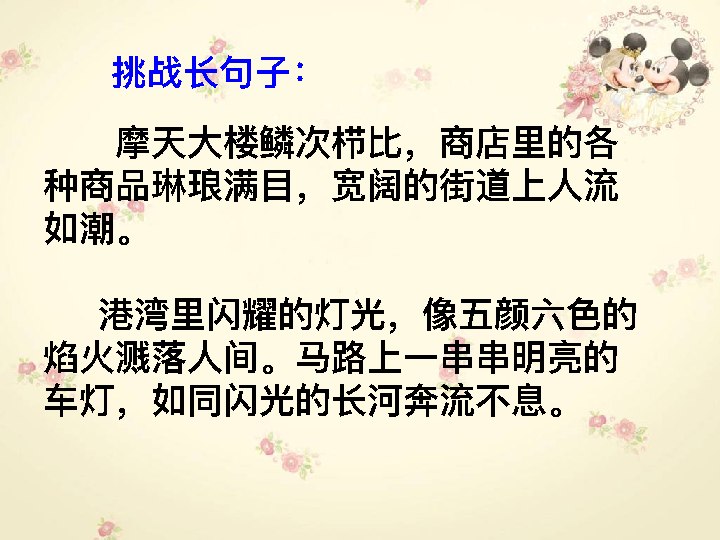 挑战长句子：
摩天大楼鳞次栉比，商店里的各
种商品琳琅满目，宽阔的街道上人流
如潮。
港湾里闪耀的灯光，像五颜六色的
焰火溅落人间。马路上一串串明亮的
车灯，如同闪光的长河奔流不息。